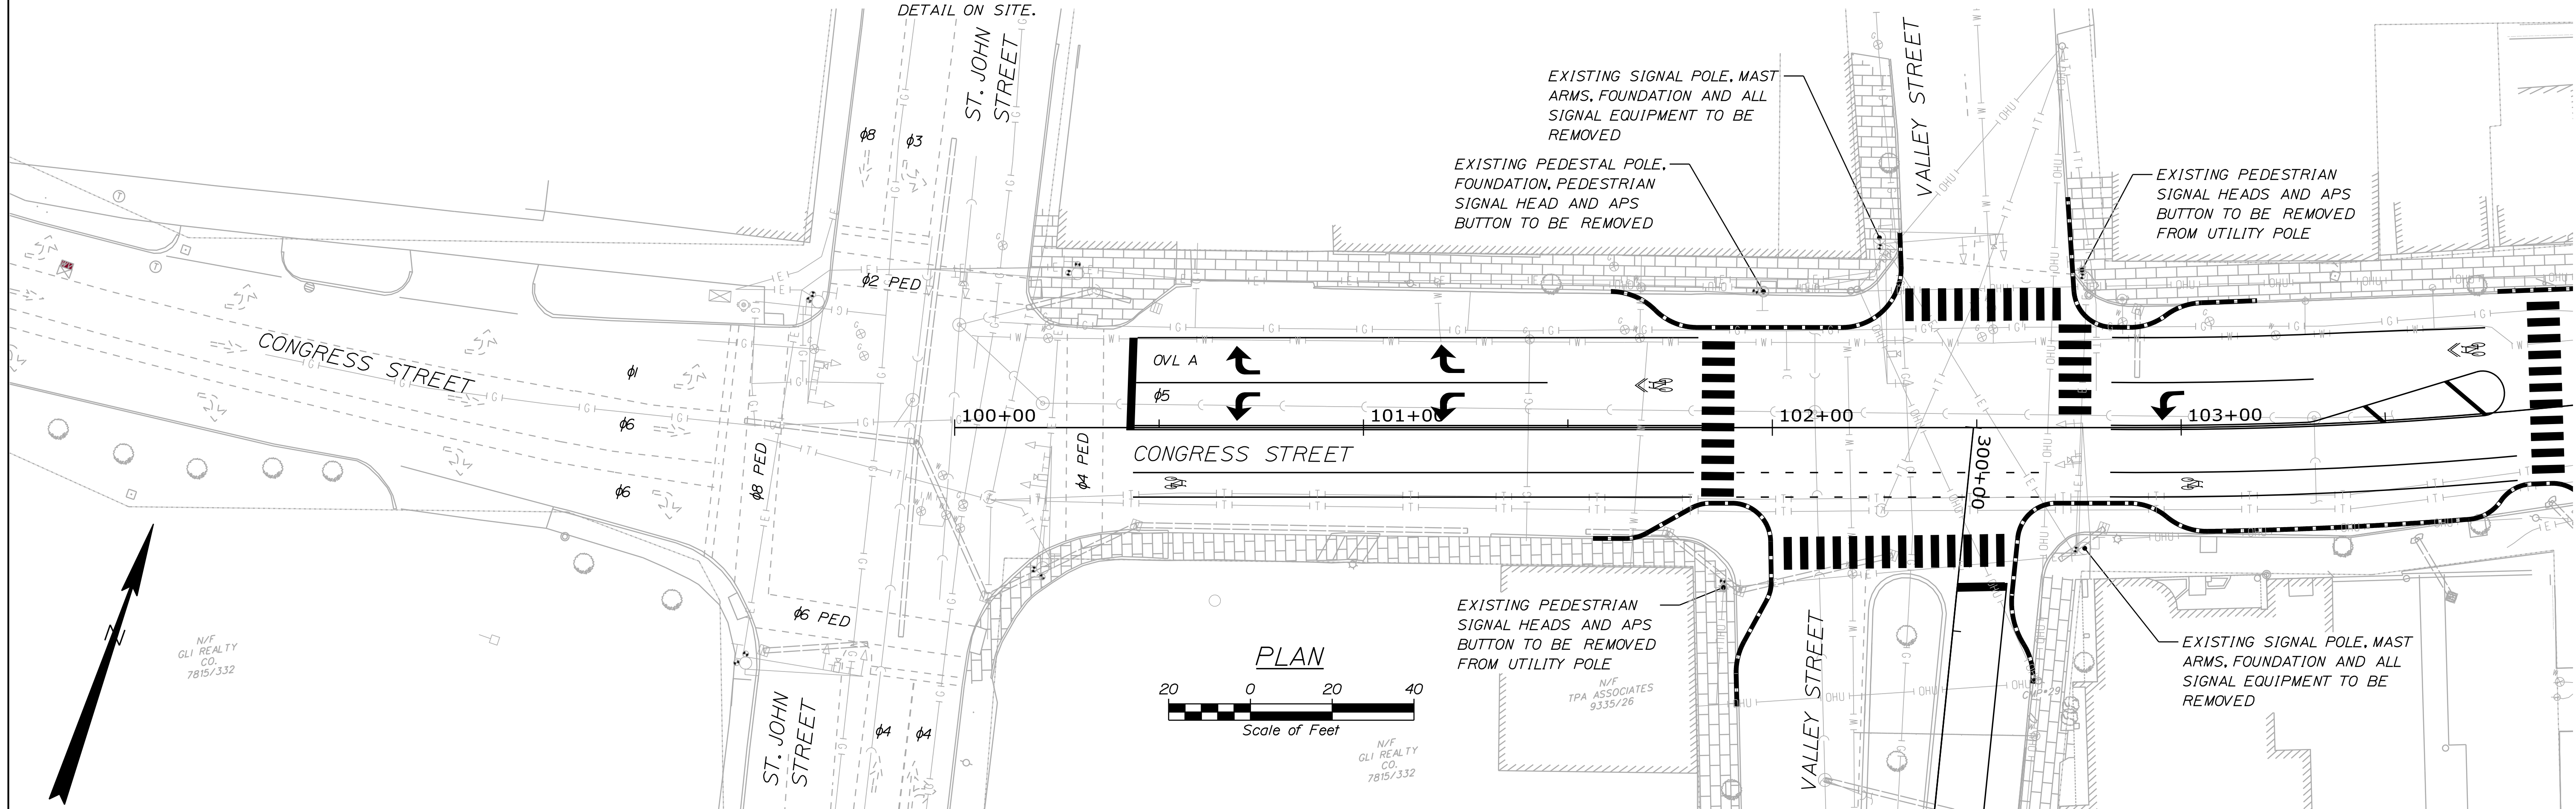 DETAIL ON SITE.
ST. JOHN
STREET
VALLEY STREET
EXISTING SIGNAL POLE, MAST
ARMS, FOUNDATION AND ALL
SIGNAL EQUIPMENT TO BE
REMOVED
EXISTING PEDESTAL POLE,
FOUNDATION, PEDESTRIAN
SIGNAL HEAD AND APS
BUTTON TO BE REMOVED
EXISTING PEDESTRIAN
SIGNAL HEADS AND APS
BUTTON TO BE REMOVED
FROM UTILITY POLE
ϕ8
ϕ3
ϕ2 PED
CONGRESS STREET
ϕ1
ϕ6
ϕ6
ϕ8 PED
ϕ4 PED
OVL A
ϕ5
100+00
101+00
102+00
103+00
300+00
CONGRESS STREET
ϕ6 PED
N
N/F
GLI REALTY
CO.
7815/332
ST. JOHN
STREET
ϕ4
ϕ4
PLAN
20 0 20 40
Scale of Feet
N/F
GLI REALTY
CO.
7815/332
EXISTING PEDESTRIAN
SIGNAL HEADS AND APS
BUTTON TO BE REMOVED
FROM UTILITY POLE
N/F
TPA ASSOCIATES
9335/26
VALLEY STREET
CMP#29
EXISTING SIGNAL POLE, MAST
ARMS, FOUNDATION AND ALL
SIGNAL EQUIPMENT TO BE
REMOVED